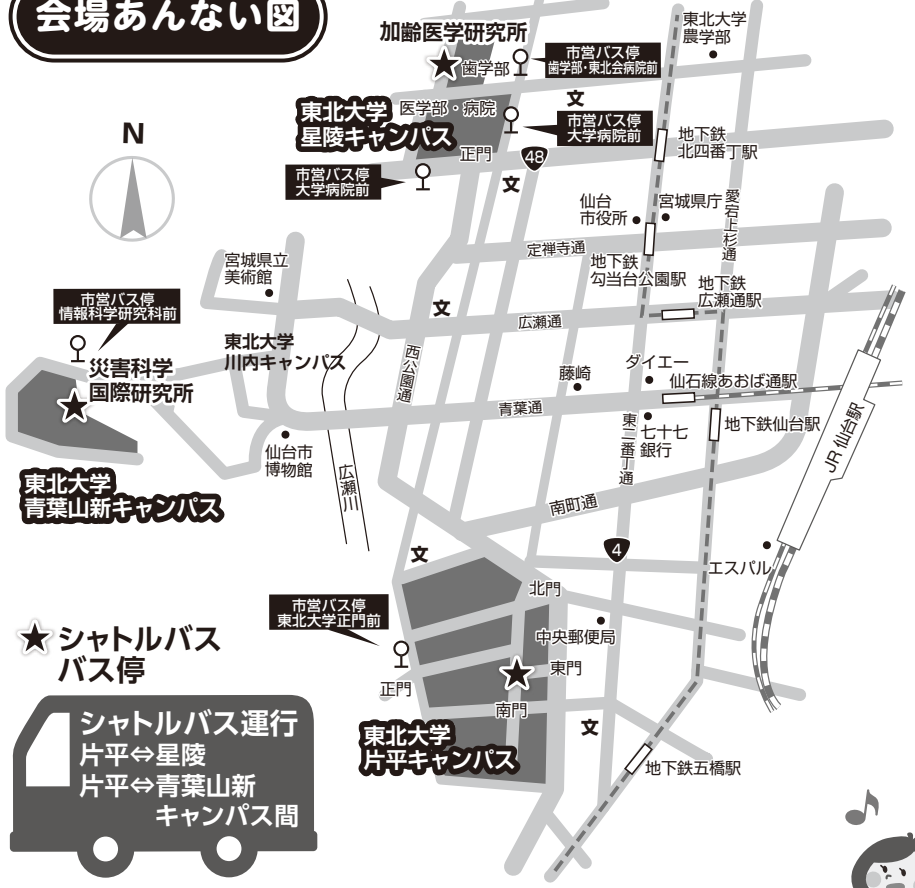 会場あんない図
加齢医学研究所
歯学部
市営バス停
歯学部・東北会病院前
東北大学
農学部
東北大学
星陵キャンパス
医学部・病院
正門
文
市営バス停
大学病院前
地下鉄
北四番丁駅
48
文
市営バス停
大学病院前
N
仙台
市役所
宮城県庁
愛宕上杉通
定禅寺通
地下鉄
勾当台公園駅
宮城県立
美術館
地下鉄
広瀬通駅
市営バス停
情報科学研究科前
文
広瀬通
東北大学
川内キャンパス
西公園通
災害科学
国際研究所
藤崎
ダイエー
仙石線あおば通駅
青葉通
東二番丁通
七十七
銀行
地下鉄仙台駅
JR仙台駅
仙台市
博物館
広瀬川
東北大学
青葉山新キャンパス
南町通
4
文
エスパル
北門
市営バス停
東北大学正門前
中央郵便局
東門
正門
南門
文
東北大学
片平キャンパス
地下鉄五橋駅
シャトルバス
バス停
シャトルバス運行
片平⇔星陵
片平⇔青葉山新
キャンパス間